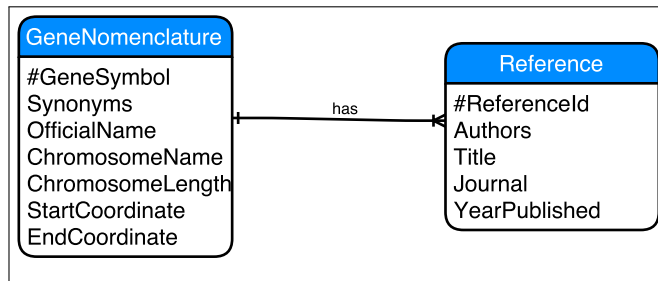 GeneNomenclature
#GeneSymbol
Synonyms
OfficialName
ChromosomeName
ChromosomeLength
StartCoordinate
EndCoordinate
has
Reference
#ReferenceId
Authors
Title
Journal
YearPublished